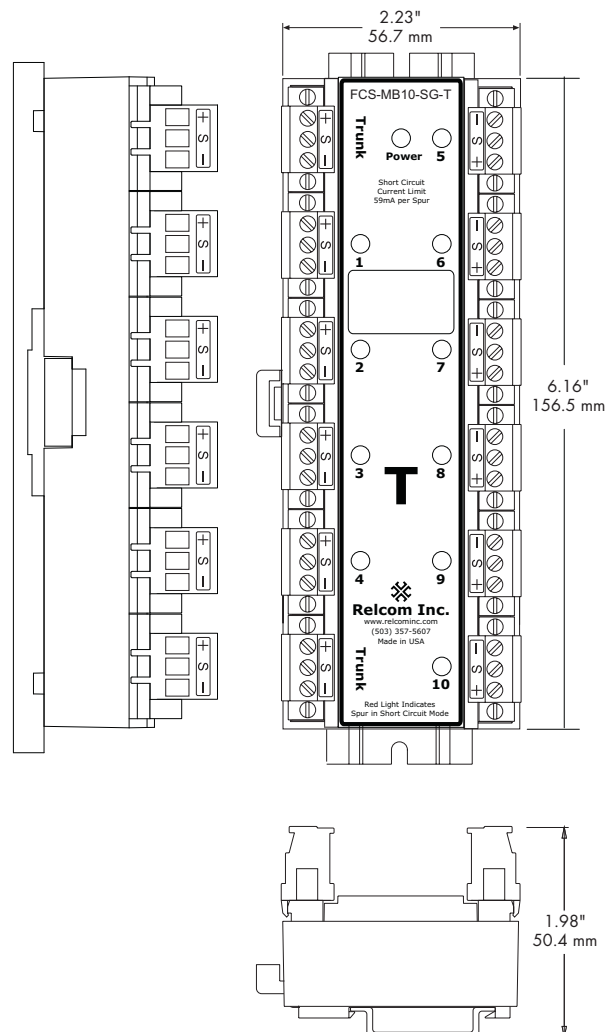 2.23"
56.7 mm
FCS-MB10-SG-T
Trunk
Power
5
Short Circuit
Current Limit
59mA per Spur
1
6
2
7
3
8
T
4
9
Relcom Inc.
www.relcominc.com
(503) 357-5607
Made in USA
Trunk
10
Red Light Indicates
Spur in Short Circuit Mode
+ S −
+ S −
+ S −
+ S −
+ S −
+ S −
+ S −
+ S −
+ S −
+ S −
+ S −
+ S −
− S +
− S +
− S +
− S +
− S +
− S +
6.16"
156.5 mm
1.98"
50.4 mm